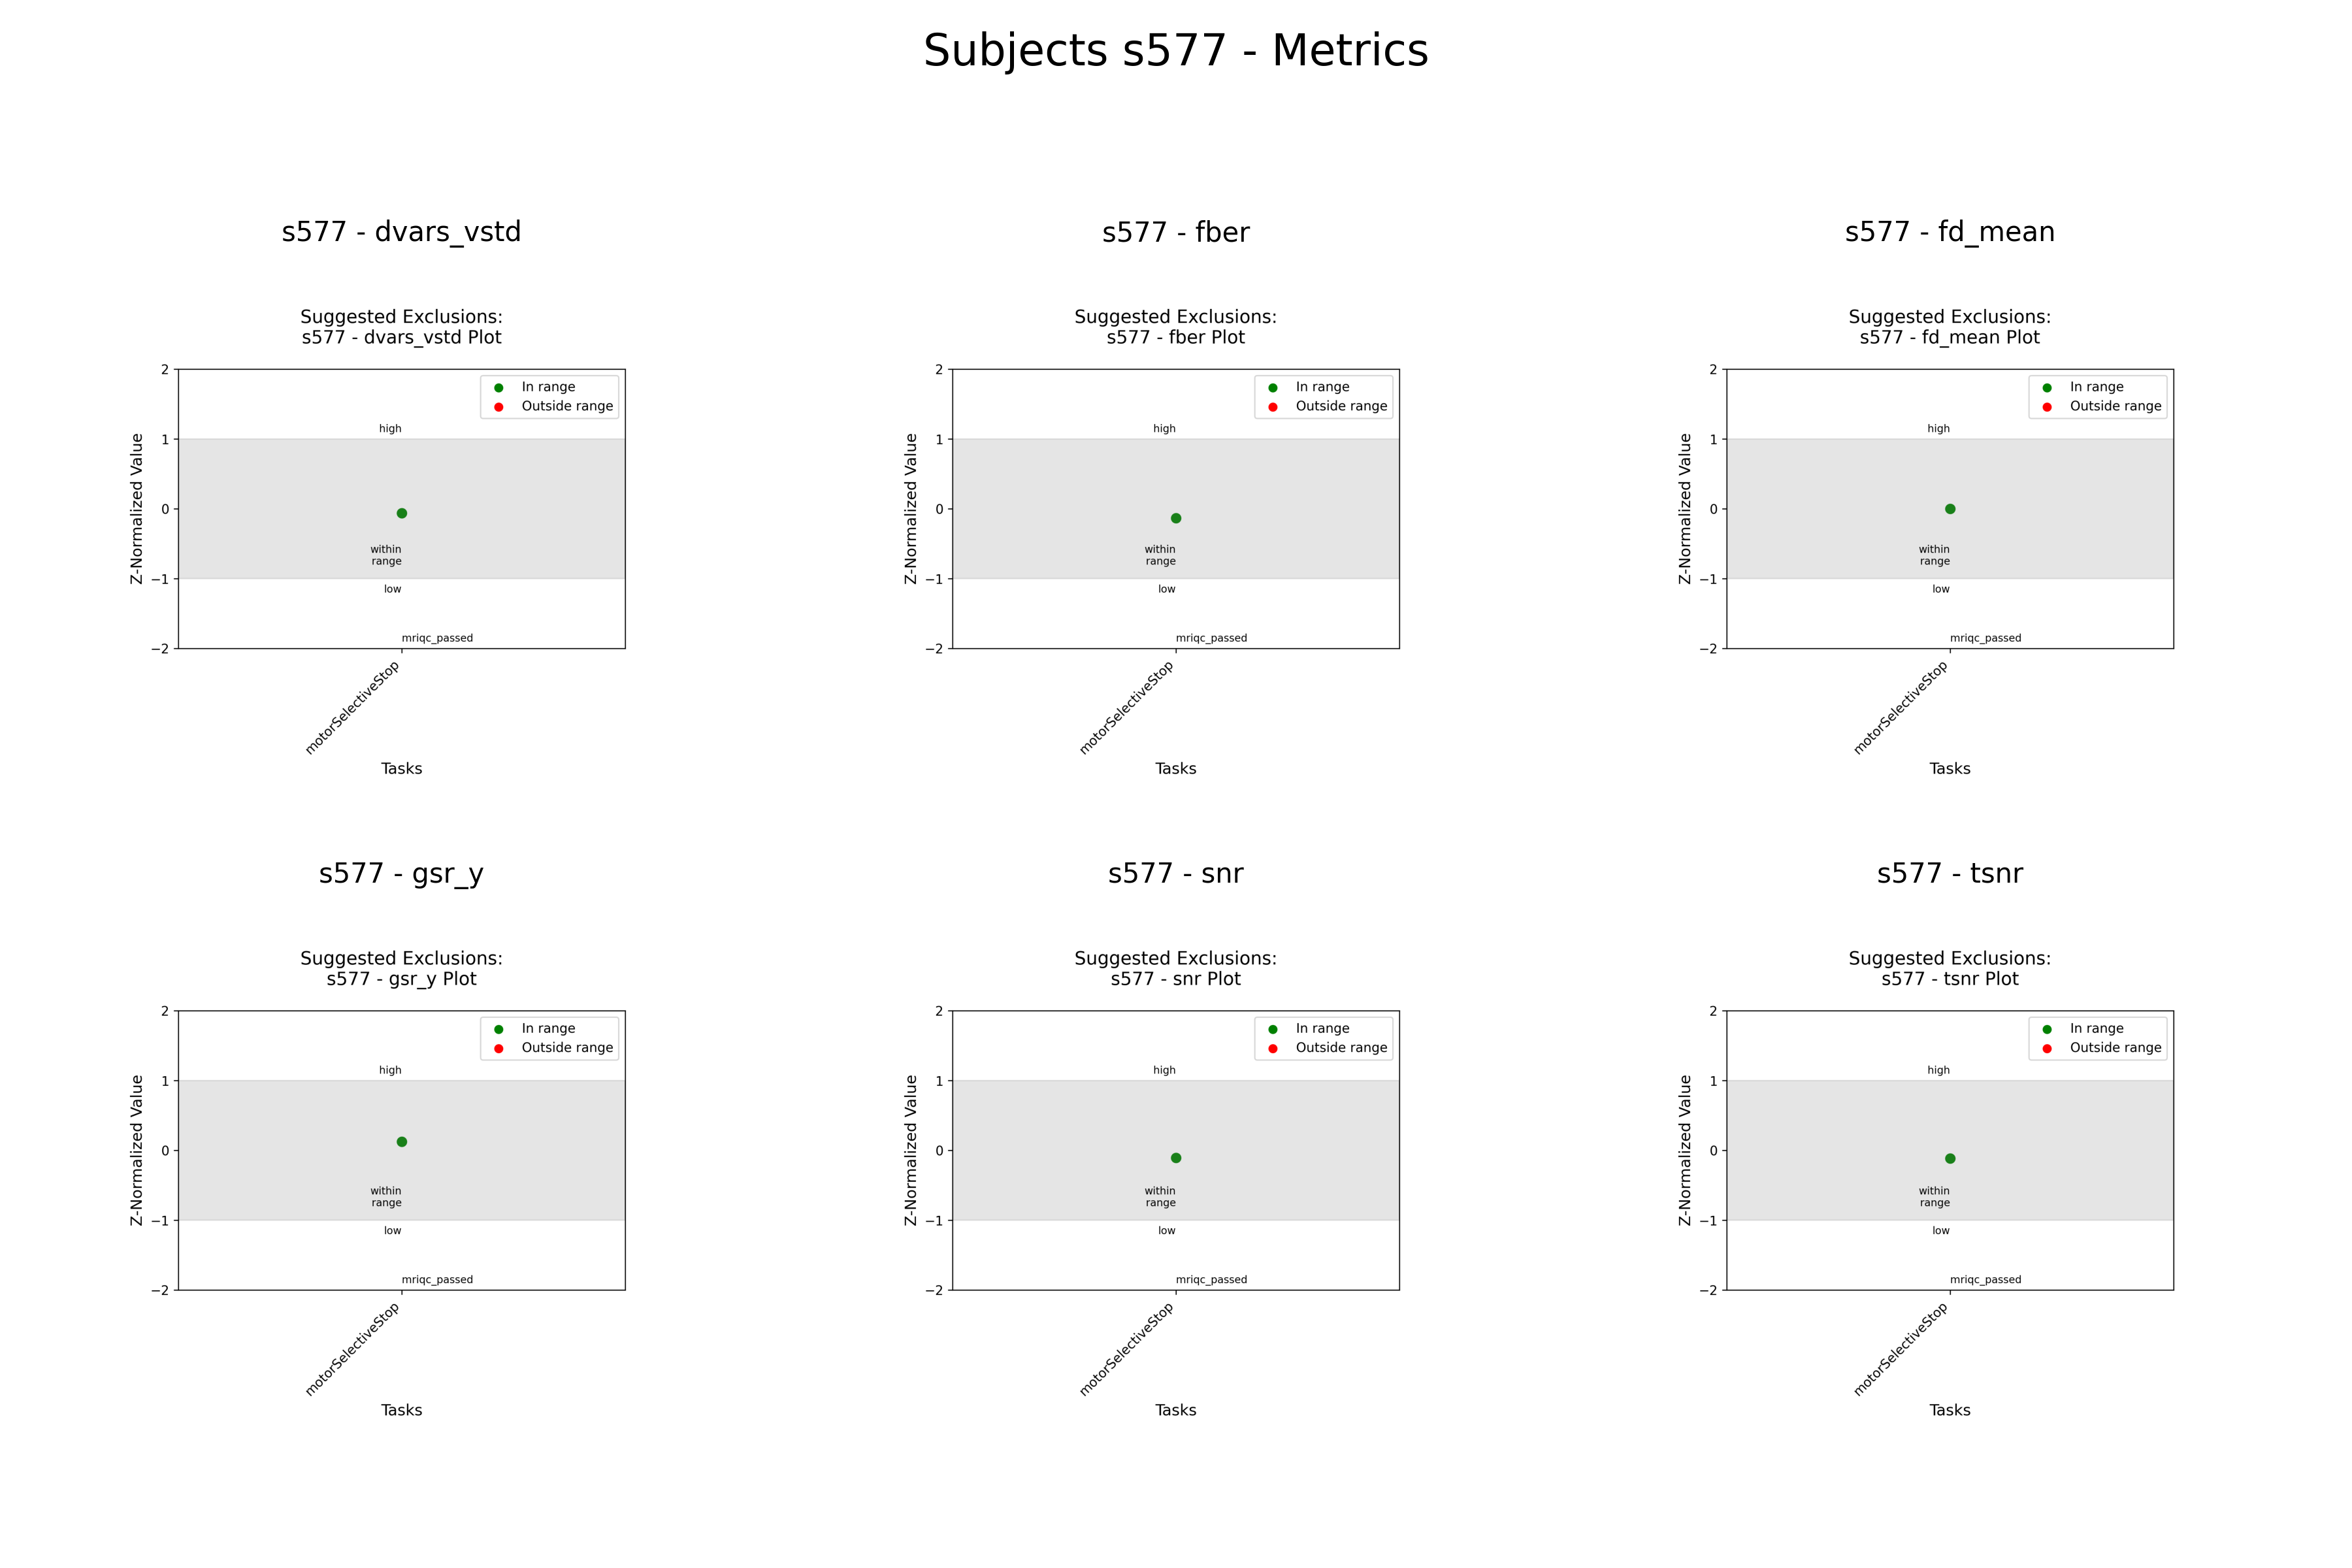 Subjects s577 - Metrics
s577 - dvars_vstd
Suggested Exclusions:
s577 - dvars_vstd Plot
2
In range
Outside range
high
1
Z-Normalized Value
0
within
range
−1
low
mriqc_passed
−2
motorSelectiveStop
Tasks
s577 - fber
Suggested Exclusions:
s577 - fber Plot
2
In range
Outside range
high
1
Z-Normalized Value
0
within
range
−1
low
mriqc_passed
−2
motorSelectiveStop
Tasks
s577 - fd_mean
Suggested Exclusions:
s577 - fd_mean Plot
2
In range
Outside range
high
1
Z-Normalized Value
0
within
range
−1
low
mriqc_passed
−2
motorSelectiveStop
Tasks
s577 - gsr_y
Suggested Exclusions:
s577 - gsr_y Plot
2
In range
Outside range
high
1
Z-Normalized Value
0
within
range
−1
low
mriqc_passed
−2
motorSelectiveStop
Tasks
s577 - snr
Suggested Exclusions:
s577 - snr Plot
2
In range
Outside range
high
1
Z-Normalized Value
0
within
range
−1
low
mriqc_passed
−2
motorSelectiveStop
Tasks
s577 - tsnr
Suggested Exclusions:
s577 - tsnr Plot
2
In range
Outside range
high
1
Z-Normalized Value
0
within
range
−1
low
mriqc_passed
−2
motorSelectiveStop
Tasks